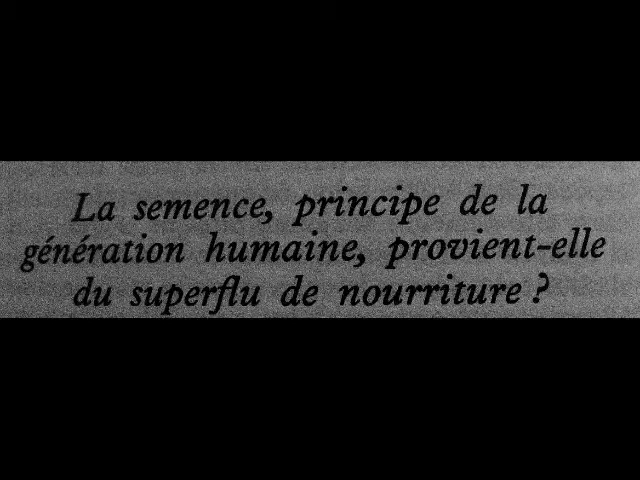 La semence, principe de la
génération humaine, provient-elle
du superflu de nourriture ?